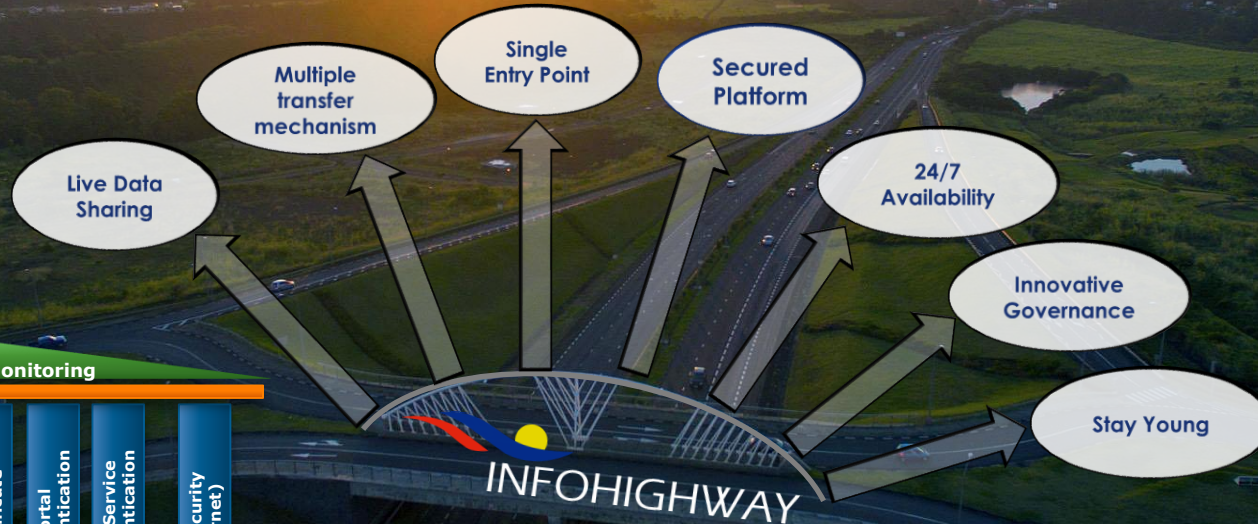 Single
Entry Point
Multiple
transfer
mechanism
Secured
Platform
Live Data
Sharing
24/7
Availability
Innovative
Governance
Stay Young
INFOHIGHWAY
Service